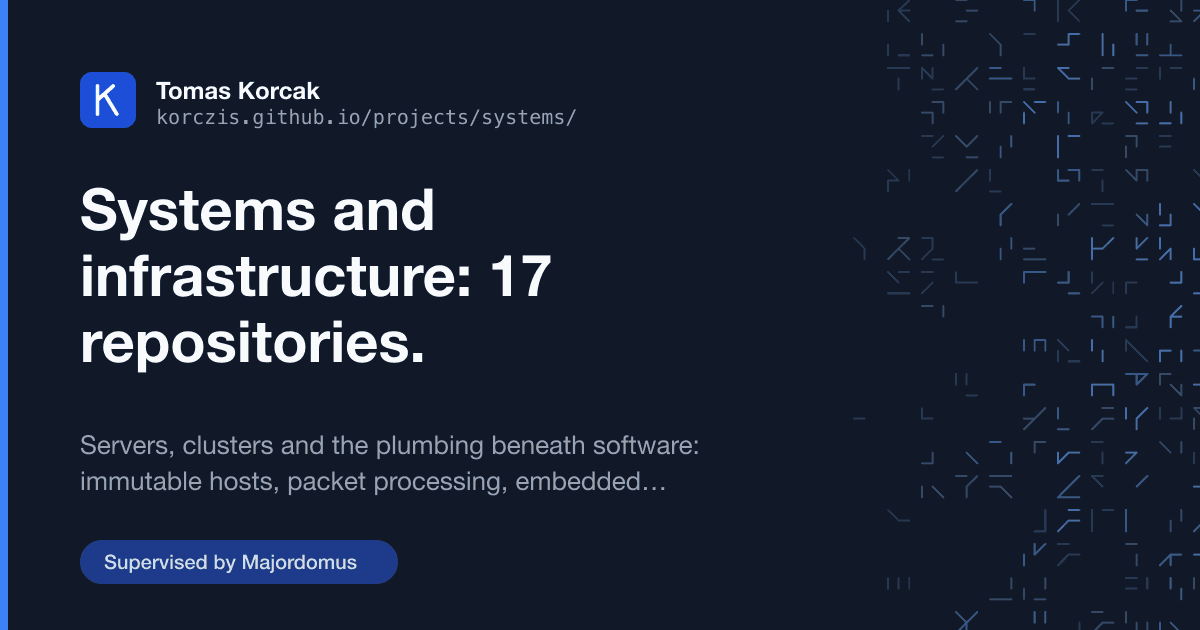 K
Tomas Korcak
korczis.github.io/projects/systems/
Systems and
infrastructure: 17
repositories.
Servers, clusters and the plumbing beneath software:
immutable hosts, packet processing, embedded…
Supervised by Majordomus